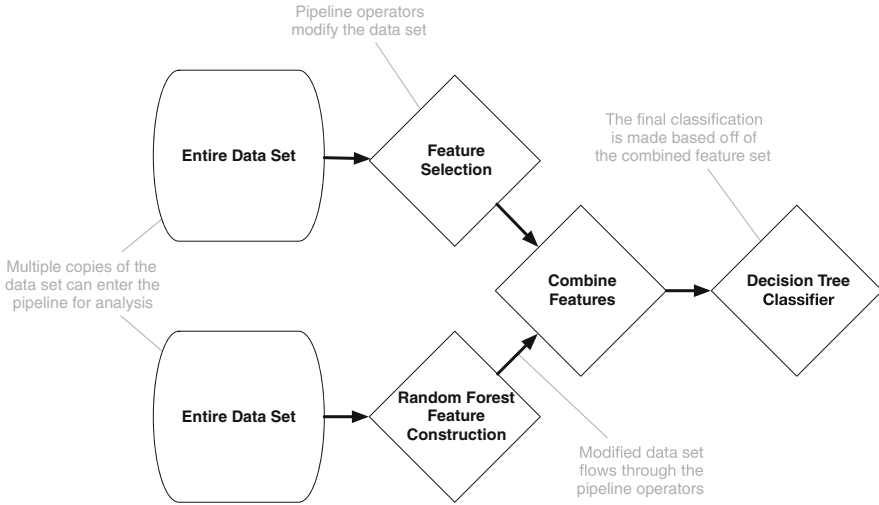 Pipeline operators
modify the data set
Entire Data Set
Feature
Selection
The final classification
is made based off of
the combined feature set
Multiple copies of the
data set can enter the
pipeline for analysis
Combine
Features
Decision Tree
Classifier
Entire Data Set
Random Forest
Feature
Construction
Modified data set
flows through the
pipeline operators